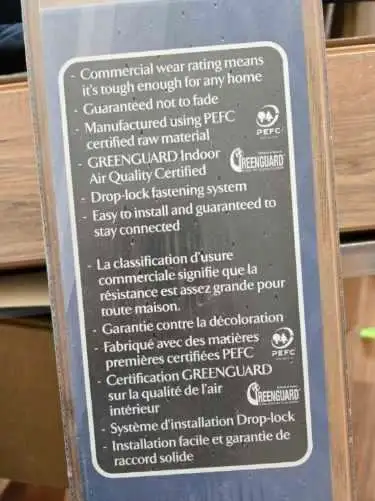 - Commercial wear rating means
it's tough enough for any home
- Guaranteed not to fade
- Manufactured using PEFC
certified raw material
PEFC
- GREENGUARD Indoor
Air Quality Certified
GREENGUARD
- Drop-lock fastening system
- Easy to install and guaranteed to
stay connected
- La classification d'usure
commerciale signifie que la
résistance est assez grande pour
toute maison.
- Garantie contre la décoloration
- Fabriqué avec des matières
premières certifiées PEFC
PEFC
- Certification GREENGUARD
sur la qualité de l'air
intérieur
GREENGUARD
- Système d'installation Drop-lock
- Installation facile et garantie de
raccord solide